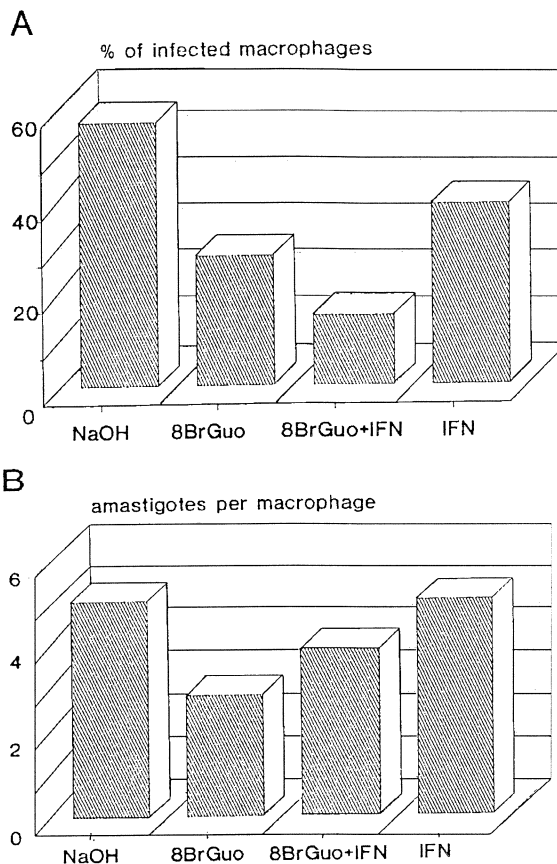 A
% of infected macrophages
60
40
20
0
NaOH 8BrGuo 8BrGuo+IFN IFN
B
amastigotes per macrophage
6
4
2
0
NaOH 8BrGuo 8BrGuo+IFN IFN